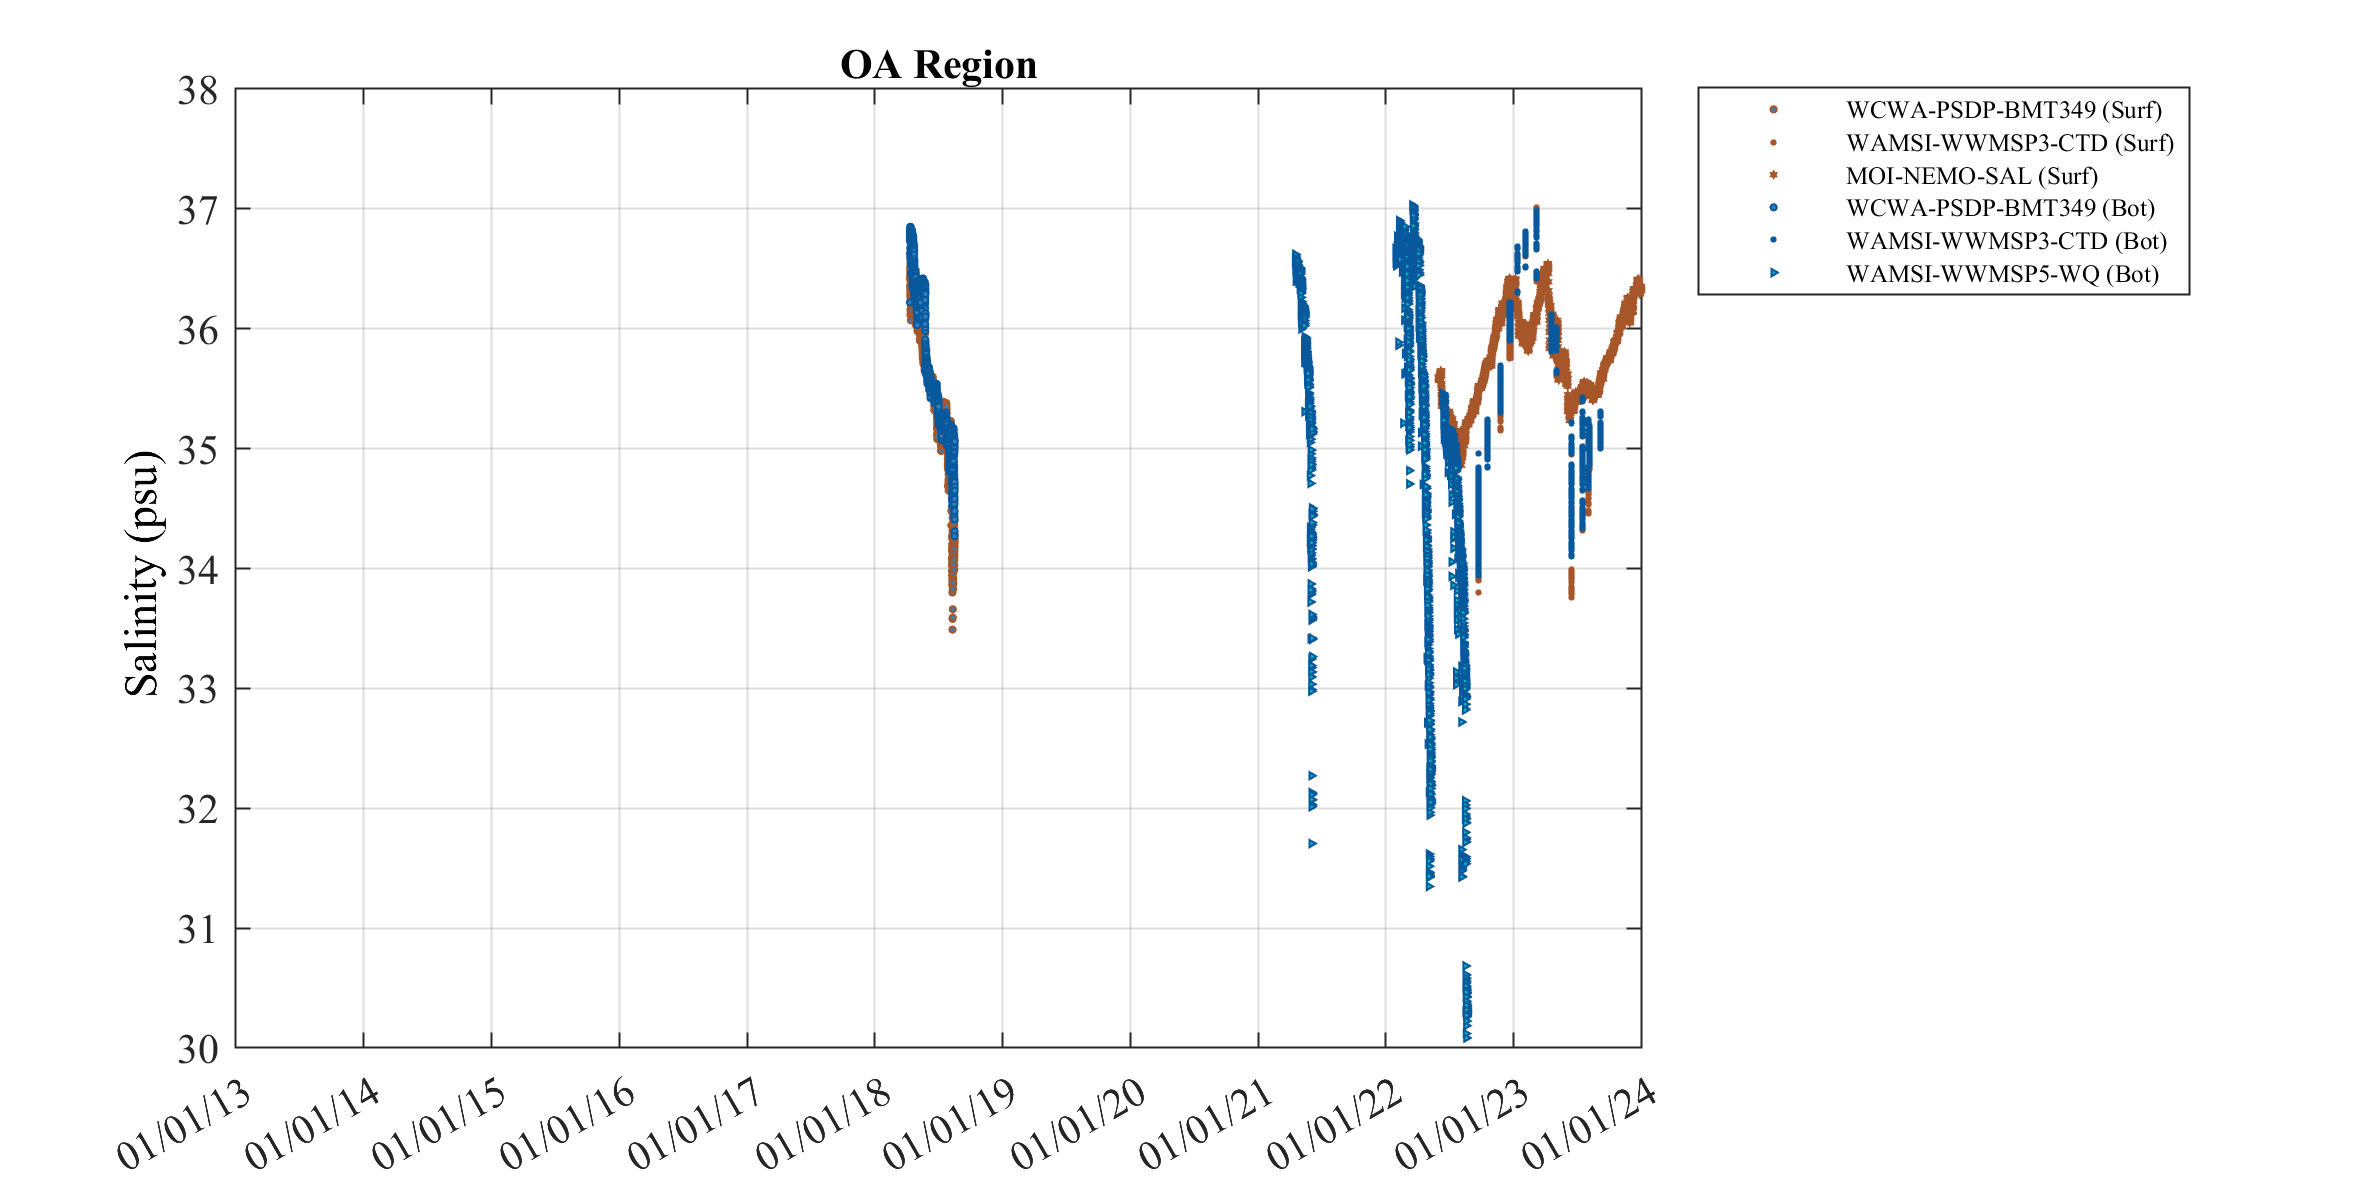 OA Region
38
37
36
35
34
33
32
31
30
Salinity (psu)
01/01/13
01/01/14
01/01/15
01/01/16
01/01/17
01/01/18
01/01/19
01/01/20
01/01/21
01/01/22
01/01/23
01/01/24
WCWA-PSDP-BMT349 (Surf)
WAMSI-WWMSP3-CTD (Surf)
MOI-NEMO-SAL (Surf)
WCWA-PSDP-BMT349 (Bot)
WAMSI-WWMSP3-CTD (Bot)
WAMSI-WWMSP5-WQ (Bot)